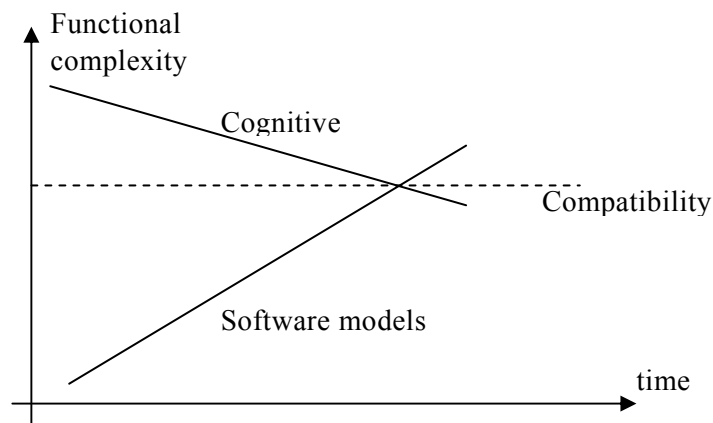 Functional
complexity
Cognitive
Compatibility
Software models
time